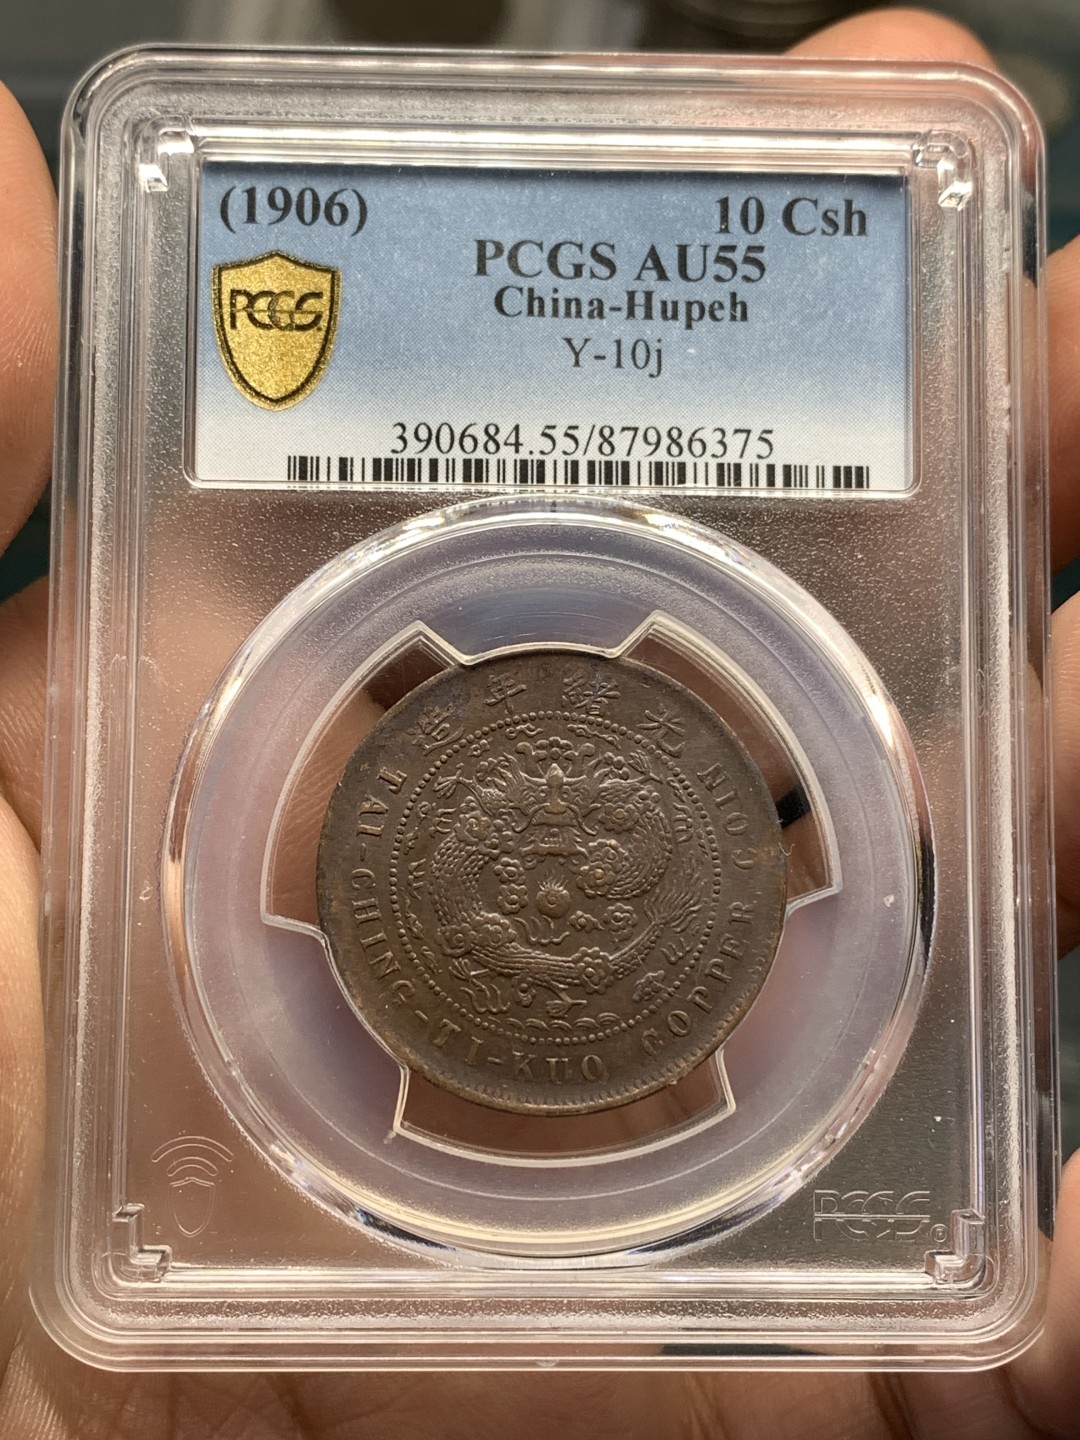 (1906) 10 Csh
PCGS AU55
China-Hupeh
PCGS
Y-10j
390684.55/87986375
造年緒光
TAI-CHING-TI-KUO COPPER COIN
PCGS